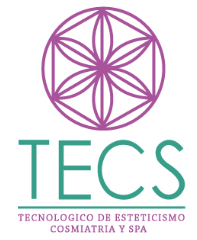 TECS
TECNOLOGICO DE ESTETICISMO
COSMIATRIA Y SPA